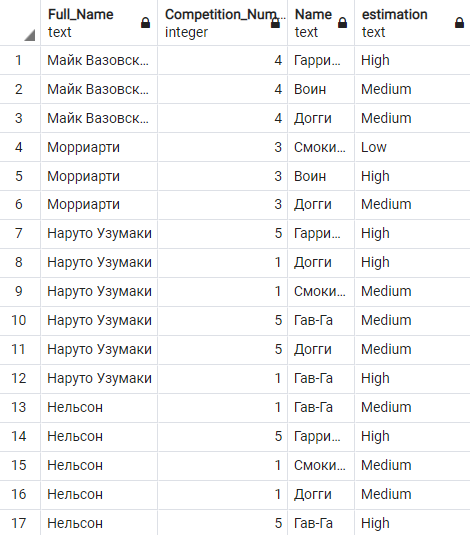 Full_Name Competition_Num... Name estimation
text integer text text
1 Майк Вазовск... 4 Гарри... High
2 Майк Вазовск... 4 Воин Medium
3 Майк Вазовск... 4 Догги Medium
4 Морриарти 3 Смоки... Low
5 Морриарти 3 Воин High
6 Морриарти 3 Догги Medium
7 Наруто Узумаки 5 Гарри... High
8 Наруто Узумаки 1 Догги High
9 Наруто Узумаки 1 Смоки... Medium
10 Наруто Узумаки 5 Гав-Га Medium
11 Наруто Узумаки 5 Догги Medium
12 Наруто Узумаки 1 Гав-Га High
13 Нельсон 1 Гав-Га Medium
14 Нельсон 5 Гарри... High
15 Нельсон 1 Смоки... Medium
16 Нельсон 1 Догги Medium
17 Нельсон 5 Гав-Га High